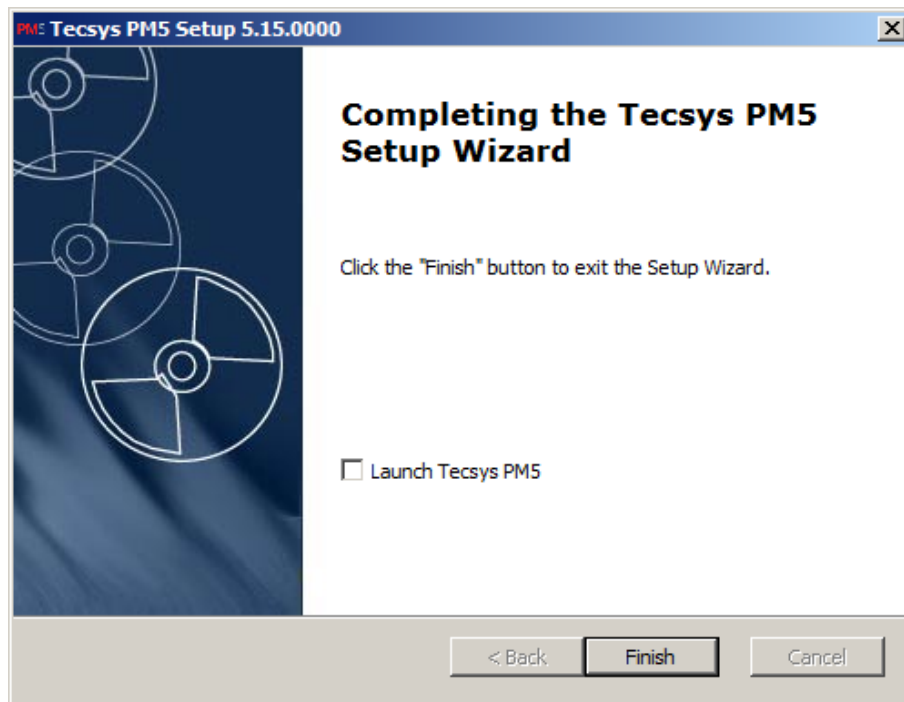 PM5 Tecsys PM5 Setup 5.15.0000
Completing the Tecsys PM5
Setup Wizard
Click the "Finish" button to exit the Setup Wizard.
Launch Tecsys PM5
< Back
Finish
Cancel